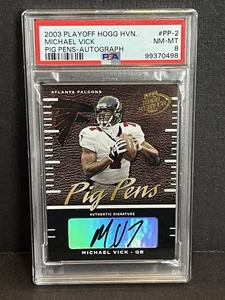 2003 PLAYOFF HOGG HVN. #PP-2
MICHAEL VICK NM-MT
PIG PENS-AUTOGRAPH 8
PSA 99370498
ATLANTA FALCONS
Pig Pens
AUTHENTIC SIGNATURE
MICHAEL VICK - QB